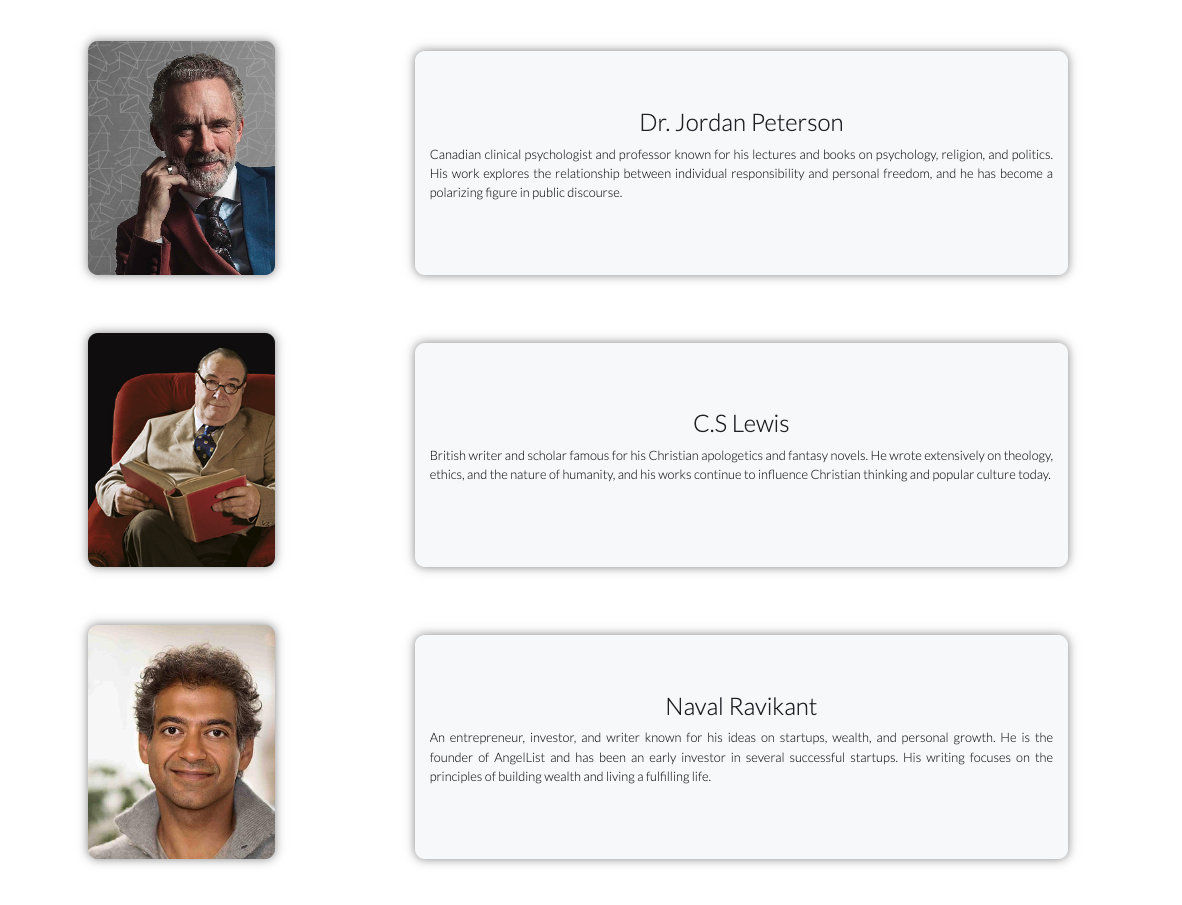 Dr. Jordan Peterson
Canadian clinical psychologist and professor known for his lectures and books on psychology, religion, and politics.
His work explores the relationship between individual responsibility and personal freedom, and he has become a
polarizing figure in public discourse.
C.S Lewis
British writer and scholar famous for his Christian apologetics and fantasy novels. He wrote extensively on theology,
ethics, and the nature of humanity, and his works continue to influence Christian thinking and popular culture today.
Naval Ravikant
An entrepreneur, investor, and writer known for his ideas on startups, wealth, and personal growth. He is the
founder of AngelList and has been an early investor in several successful startups. His writing focuses on the
principles of building wealth and living a fulfilling life.